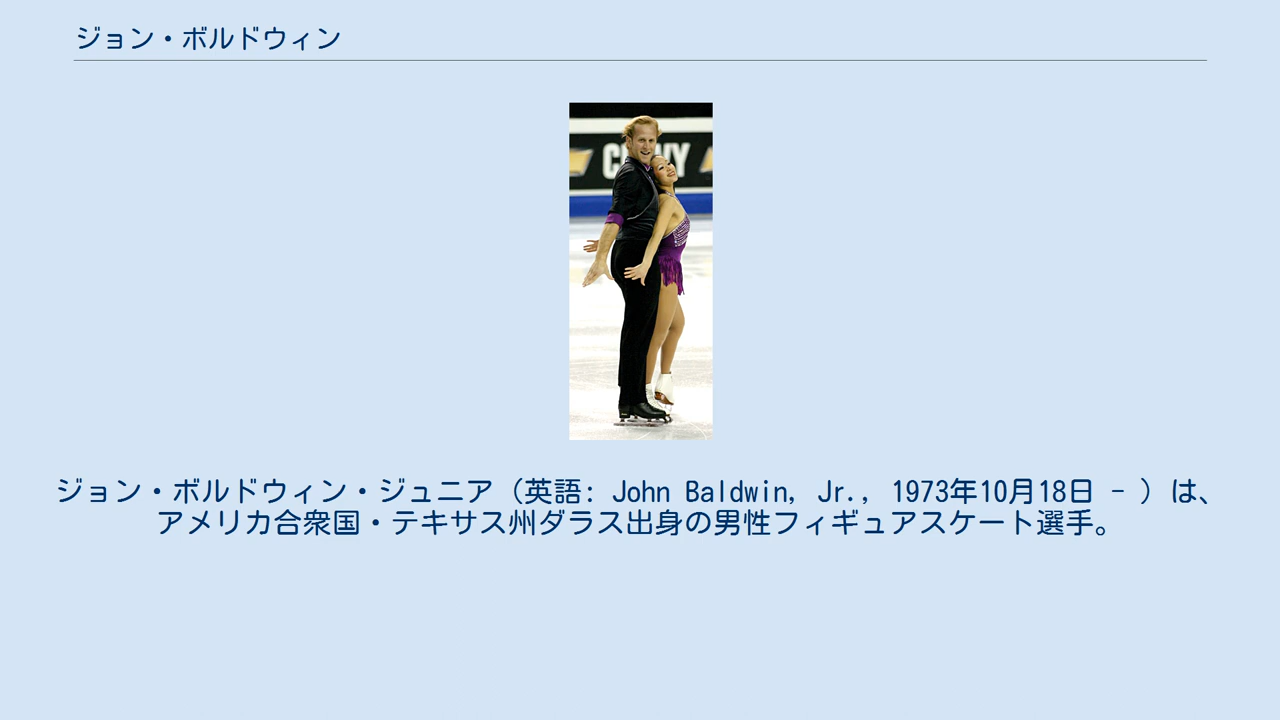 ジョン・ボルドウィン
ジョン・ボルドウィン・ジュニア（英語: John Baldwin, Jr., 1973年10月18日 - ）は、
アメリカ合衆国・テキサス州ダラス出身の男性フィギュアスケート選手。